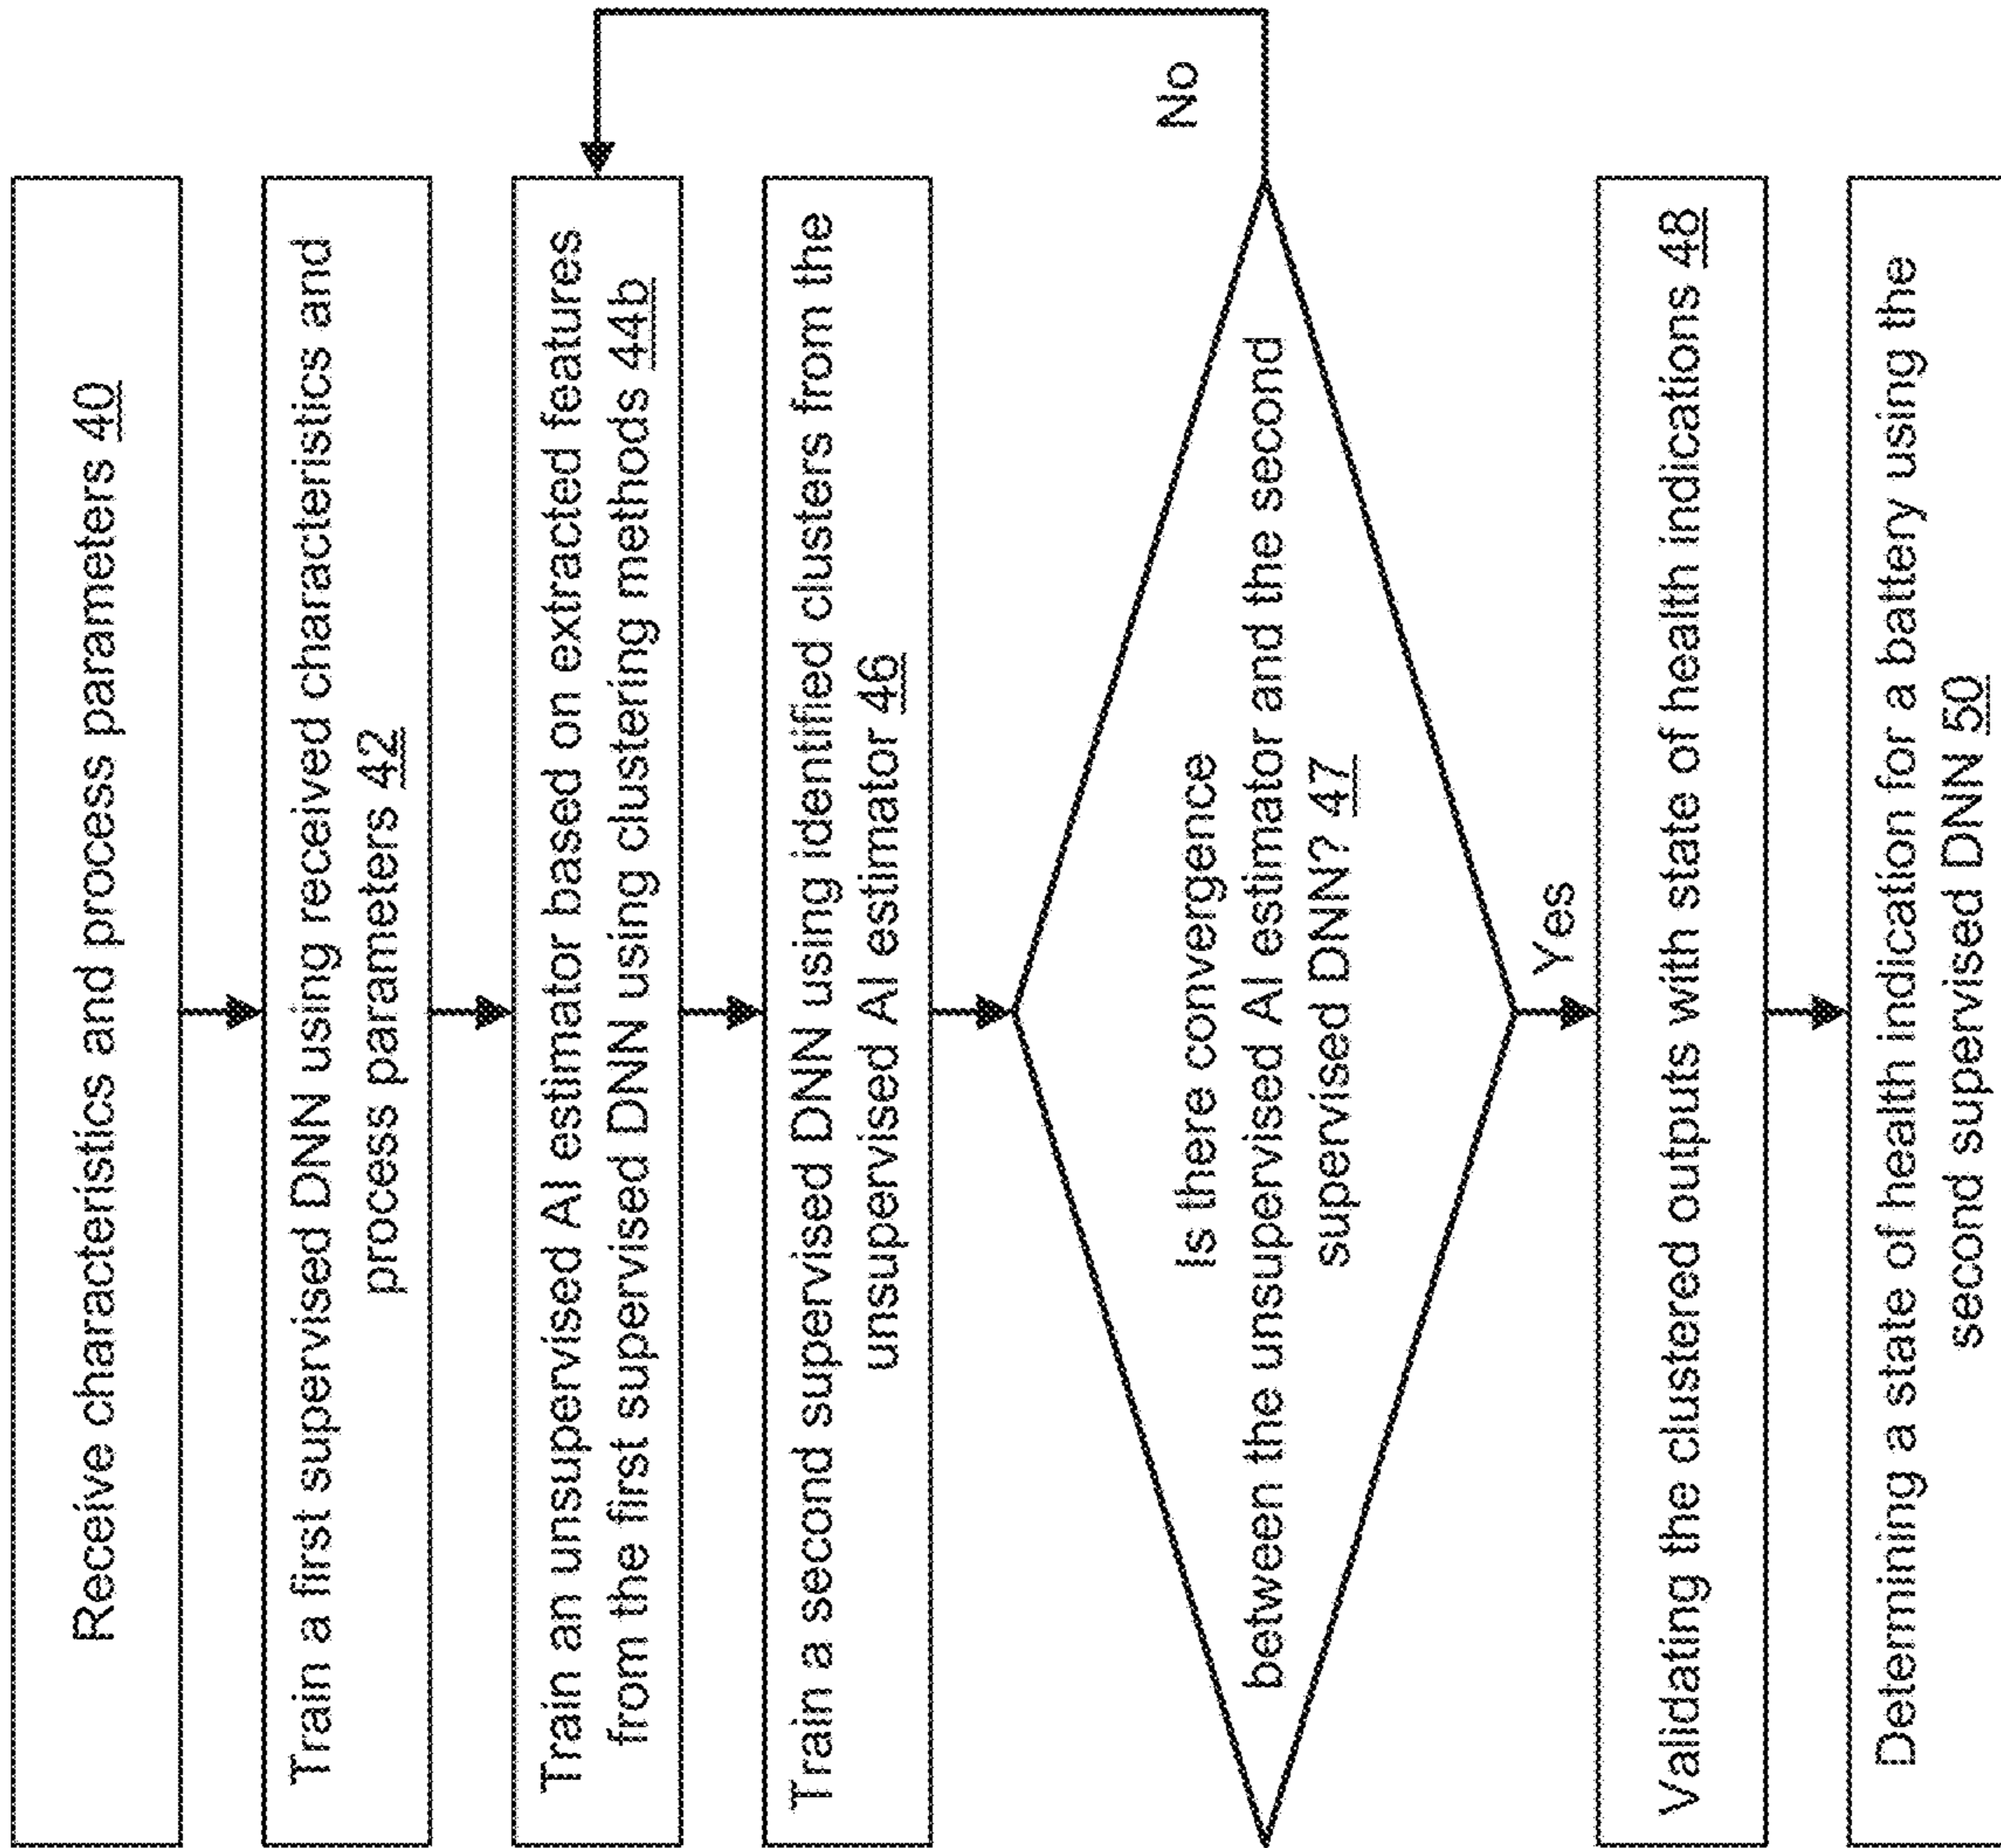 Receive characteristics and process parameters 40
Train a first supervised DNN using received characteristics and
process parameters 42
Train an unsupervised AI estimator based on extracted features
from the first supervised DNN using clustering methods 44b
Train a second supervised DNN using identified clusters from the
unsupervised AI estimator 46
Is there convergence
between the unsupervised AI estimator and the second
supervised DNN? 47
No
Yes
Validating the clustered outputs with state of health indications 48
Determining a state of health indication for a battery using the
second supervised DNN 50